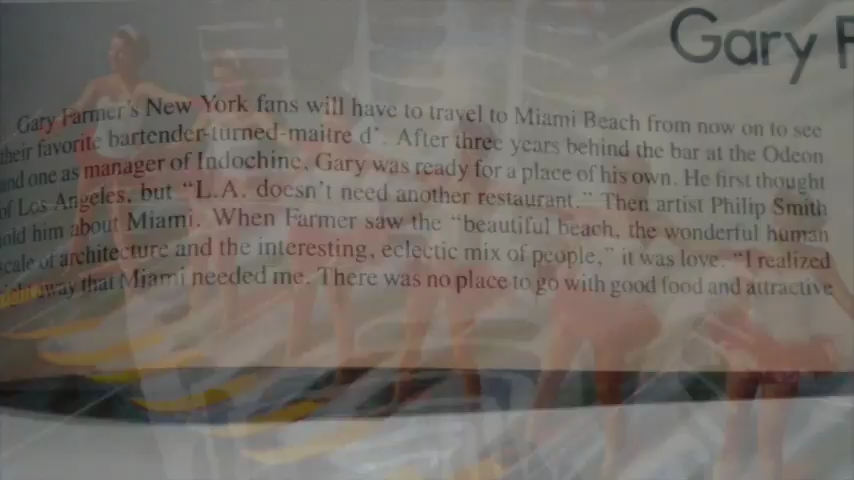 Gary F
Gary Farmer's New York fans will have to travel to Miami Beach from now on to see
their favorite bartender-turned-maitre d'. After three years behind the bar at the Odeon
and one as manager of Indochine, Gary was ready for a place of his own. He first thought
of Los Angeles, but "L.A. doesn't need another restaurant." Then artist Philip Smith
told him about Miami. When Farmer saw the "beautiful beach, the wonderful human
scale of architecture and the interesting, eclectic mix of people," it was love. "I realized
right away that Miami needed me. There was no place to go with good food and attractive